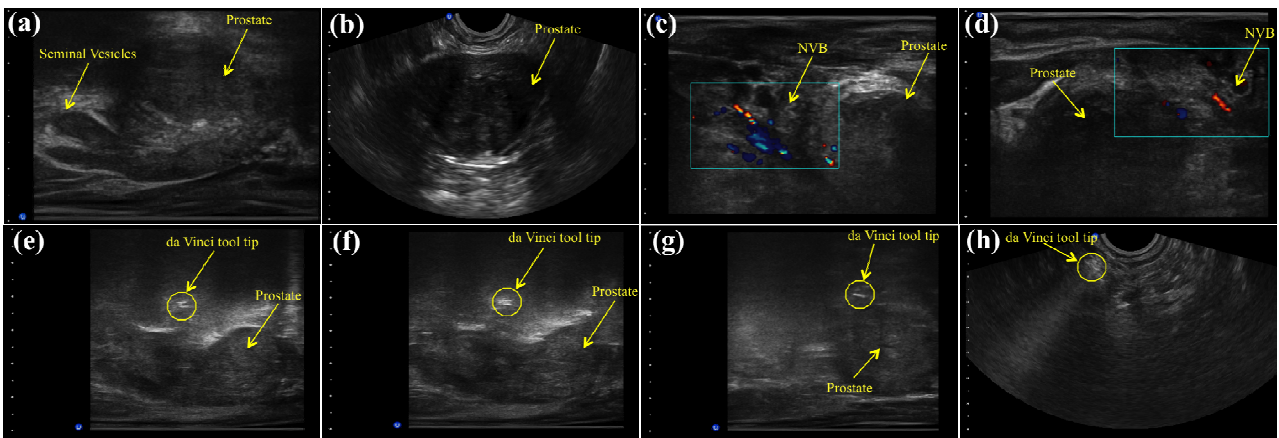 (a)
Prostate
Seminal Vesicles
(b)
Prostate
(c)
NVB
Prostate
(d)
NVB
Prostate
(e)
da Vinci tool tip
Prostate
(f)
da Vinci tool tip
Prostate
(g)
da Vinci tool tip
Prostate
(h)
da Vinci tool tip